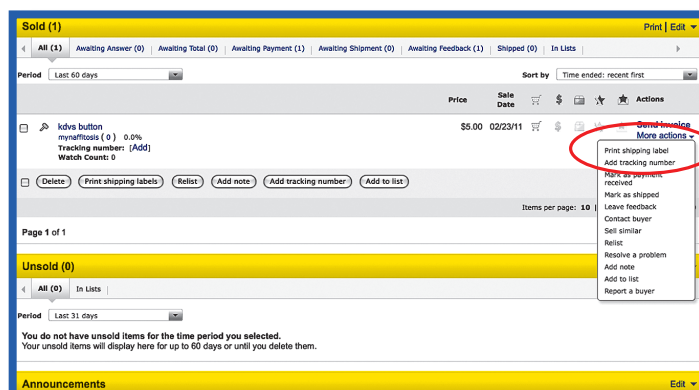 Sold (1) Print | Edit
All (1) Awaiting Answer (0) Awaiting Total (0) Awaiting Payment (1) Awaiting Shipment (0) Awaiting Feedback (1) Shipped (0) In Lists
Period Last 60 days Sort by Time ended: recent first
Price Sale Date $ Actions
kdvs button $5.00 02/23/11 $ Send invoice
mynaffitosis ( 0 ) 0.0% More actions
Tracking number: [Add]
Watch Count: 0
Print shipping label
Add tracking number
Mark as payment received
Mark as shipped
Leave feedback
Contact buyer
Sell similar
Relist
Resolve a problem
Add note
Add to list
Report a buyer
Delete Print shipping labels Relist Add note Add tracking number Add to list
Items per page: 10 |
Page 1 of 1
Unsold (0)
All (0) In Lists
Period Last 31 days
You do not have unsold items for the time period you selected.
Your unsold items will display here for up to 60 days or until you delete them.
Announcements Edit